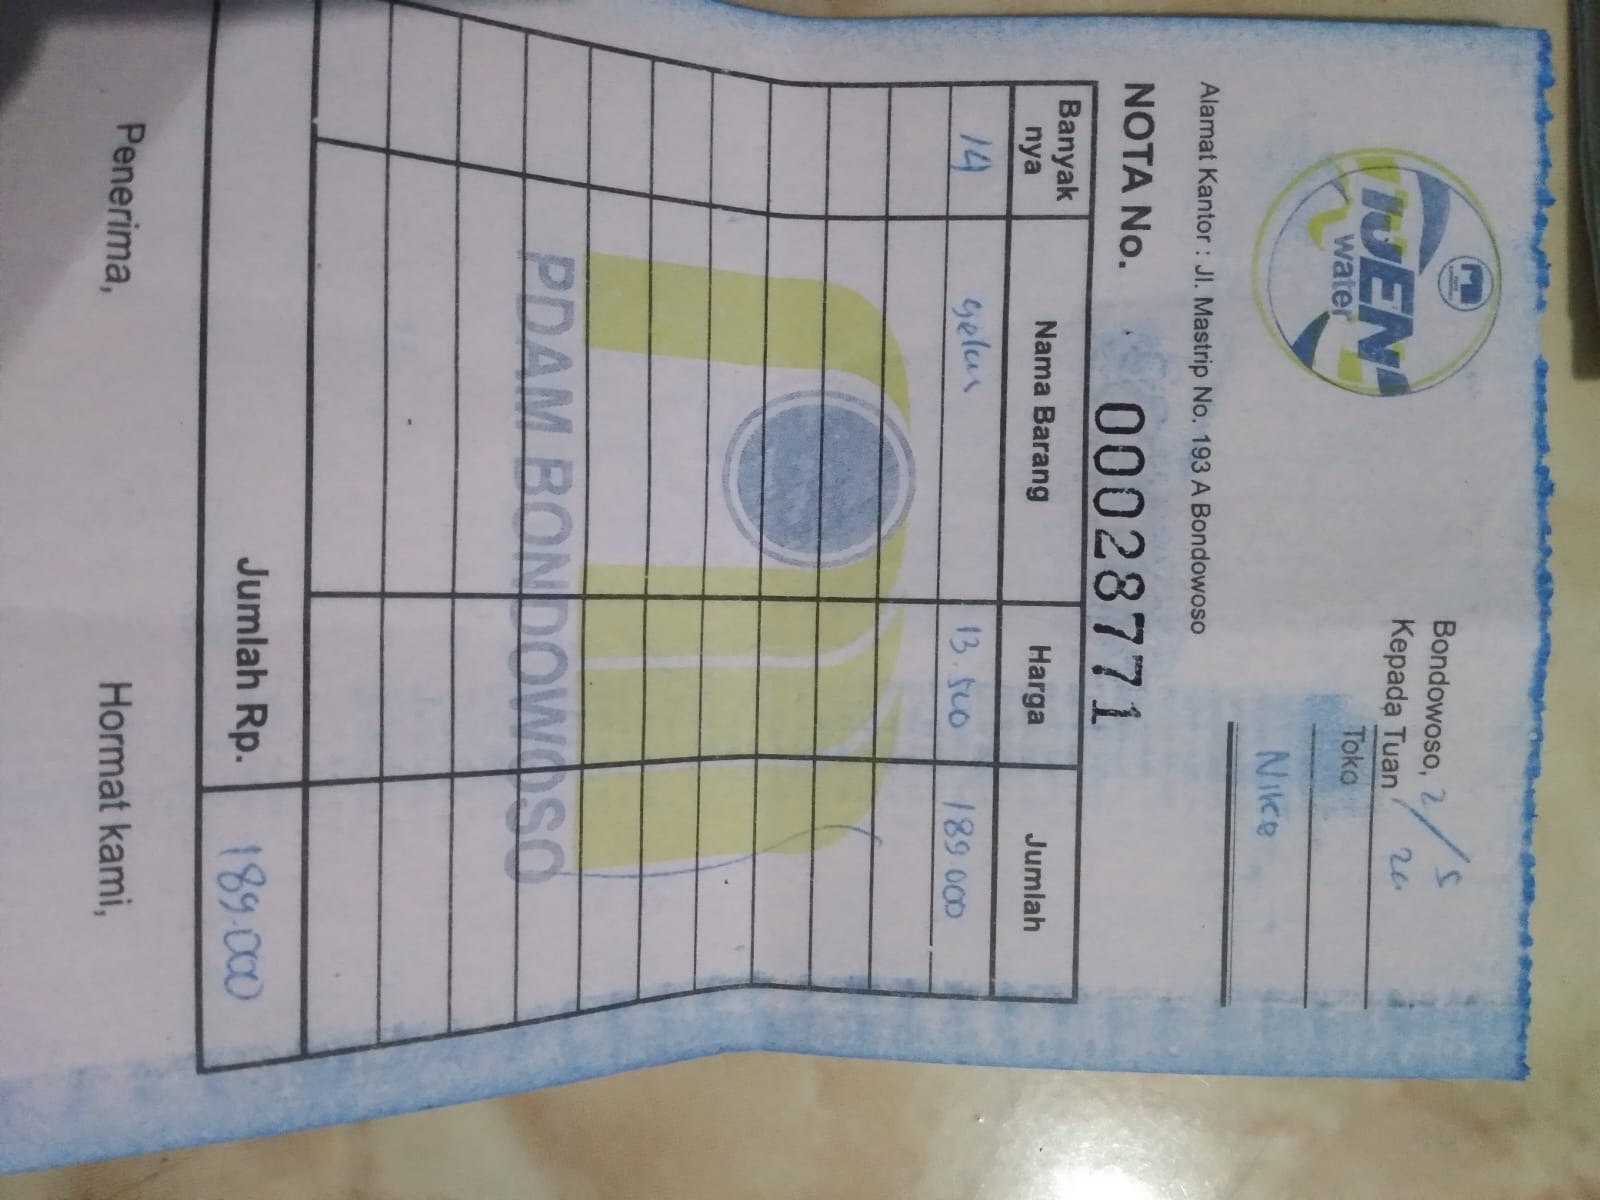 IJEN
water
Bondowoso, 2/5 20
Kepada Tuan
Toko
Nike
Alamat Kantor : Jl. Mastrip No. 193 A Bondowoso
NOTA No. 00028771
Banyak nya Nama Barang Harga Jumlah
14 gelas 13.500 189.000
PDAM BONDOWOSO
Jumlah Rp. 189.000
Penerima, Hormat kami,